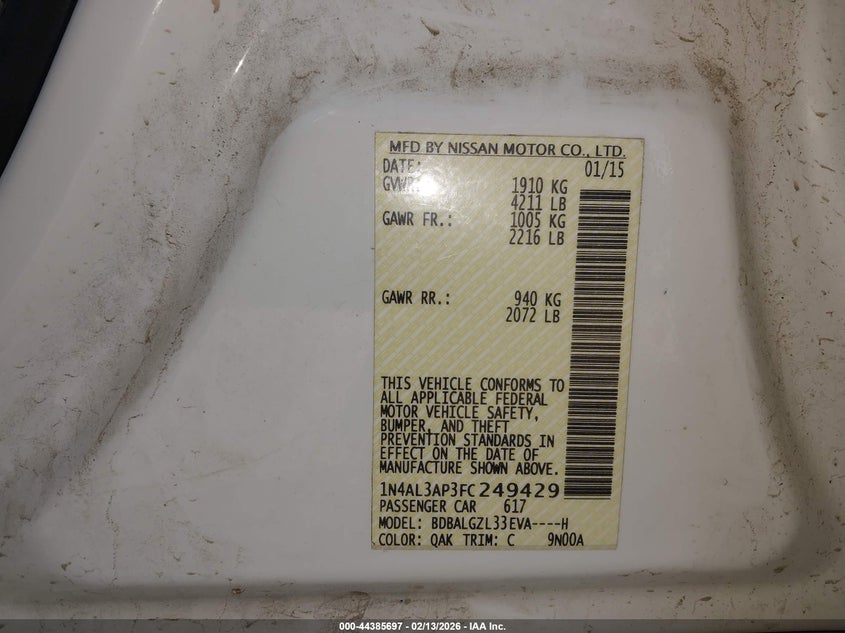 MFD BY NISSAN MOTOR CO., LTD.
DATE: 01/15
GVWR: 1910 KG
4211 LB
GAWR FR.: 1005 KG
2216 LB
GAWR RR.: 940 KG
2072 LB
THIS VEHICLE CONFORMS TO
ALL APPLICABLE FEDERAL
MOTOR VEHICLE SAFETY,
BUMPER, AND THEFT
PREVENTION STANDARDS IN
EFFECT ON THE DATE OF
MANUFACTURE SHOWN ABOVE.
1N4AL3AP3FC249429
PASSENGER CAR 617
MODEL: BDBALGZL33EVA----H
COLOR: QAK TRIM: C 9N00A
000-44385697 - 02/13/2026 - IAA Inc.